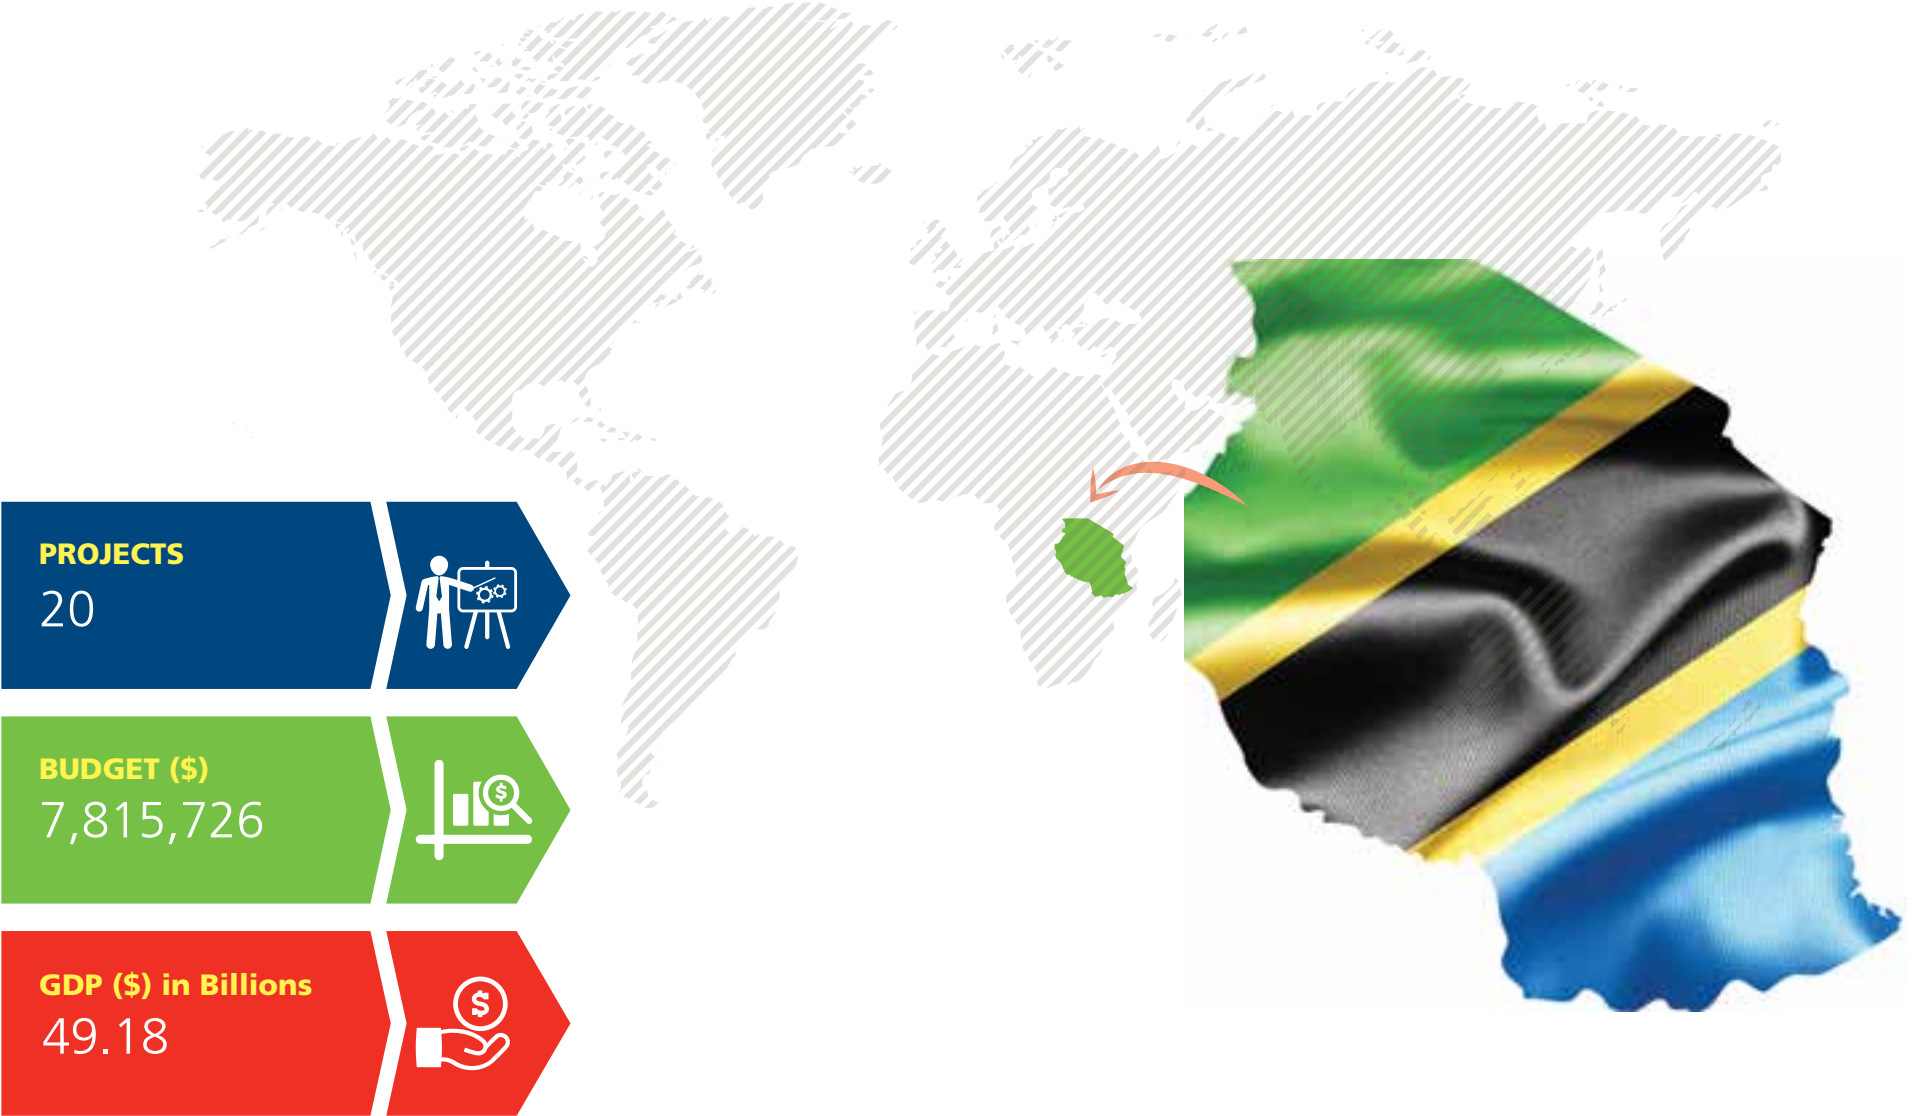 PROJECTS
20
BUDGET ($)
7,815,726
$
GDP ($) in Billions
49.18
$